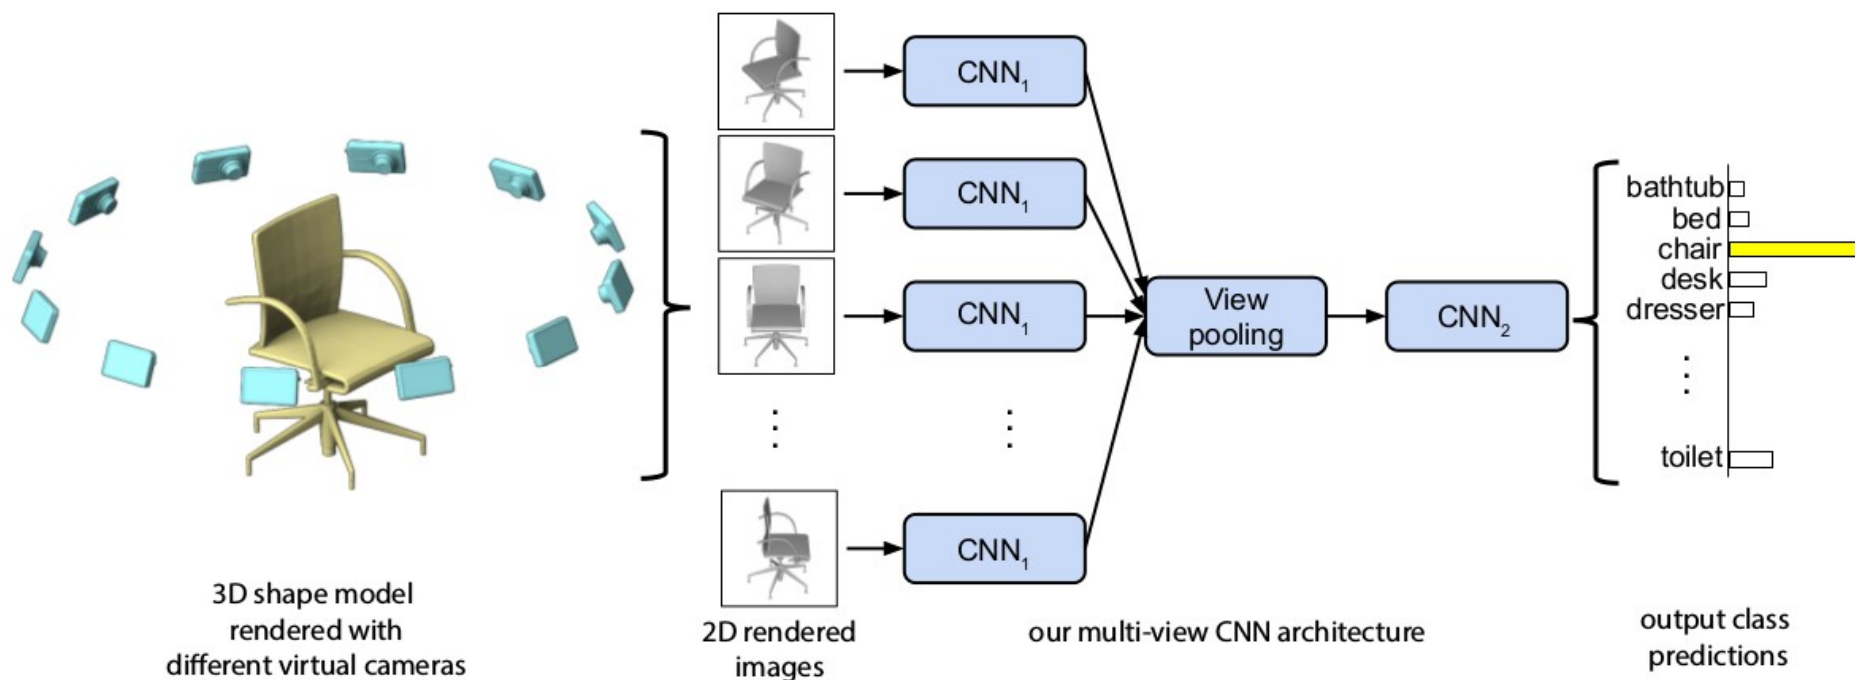 3D shape model
rendered with
different virtual cameras
2D rendered
images
CNN₁
CNN₁
CNN₁
CNN₁
View
pooling
CNN₂
our multi-view CNN architecture
bathtub
bed
chair
desk
dresser
⋮
toilet
output class
predictions